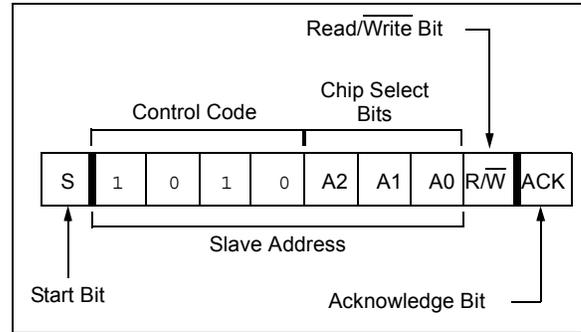 Read/Write Bit
Control Code
Chip Select
Bits
S 1 0 1 0 A2 A1 A0 R/W ACK
Slave Address
Start Bit
Acknowledge Bit